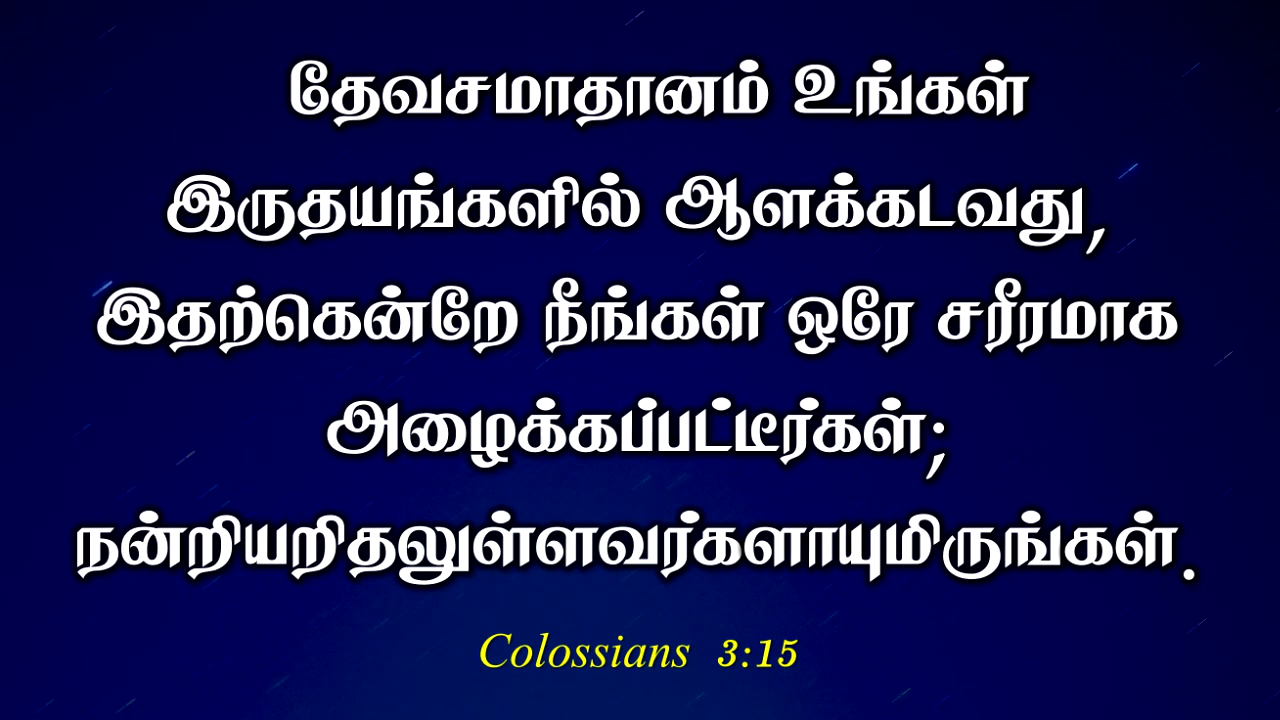 தேவசமாதானம் உங்கள்
இருதயங்களில் ஆளக்கடவது,
இதற்கென்றே நீங்கள் ஒரே சரீரமாக
அழைக்கப்பட்டீர்கள்;
நன்றியறிதலுள்ளவர்களாயுமிருங்கள்.
Colossians 3:15